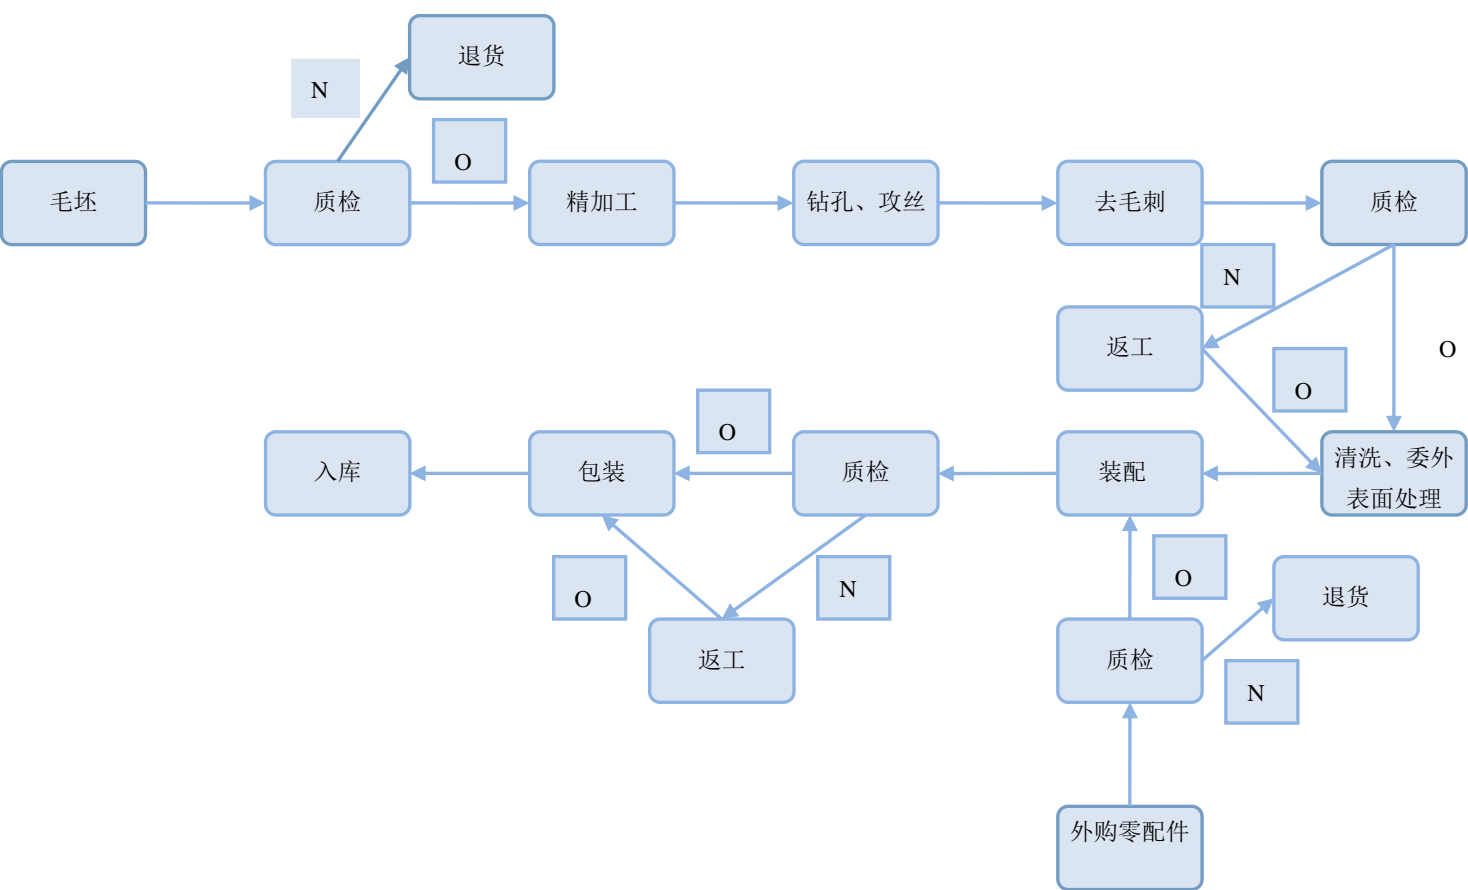 退货
N
O
毛坯
质检
精加工
钻孔、攻丝
去毛刺
质检
N
返工
O
O
入库
O
包装
质检
装配
清洗、委外
表面处理
O
N
O
退货
返工
质检
N
外购零配件